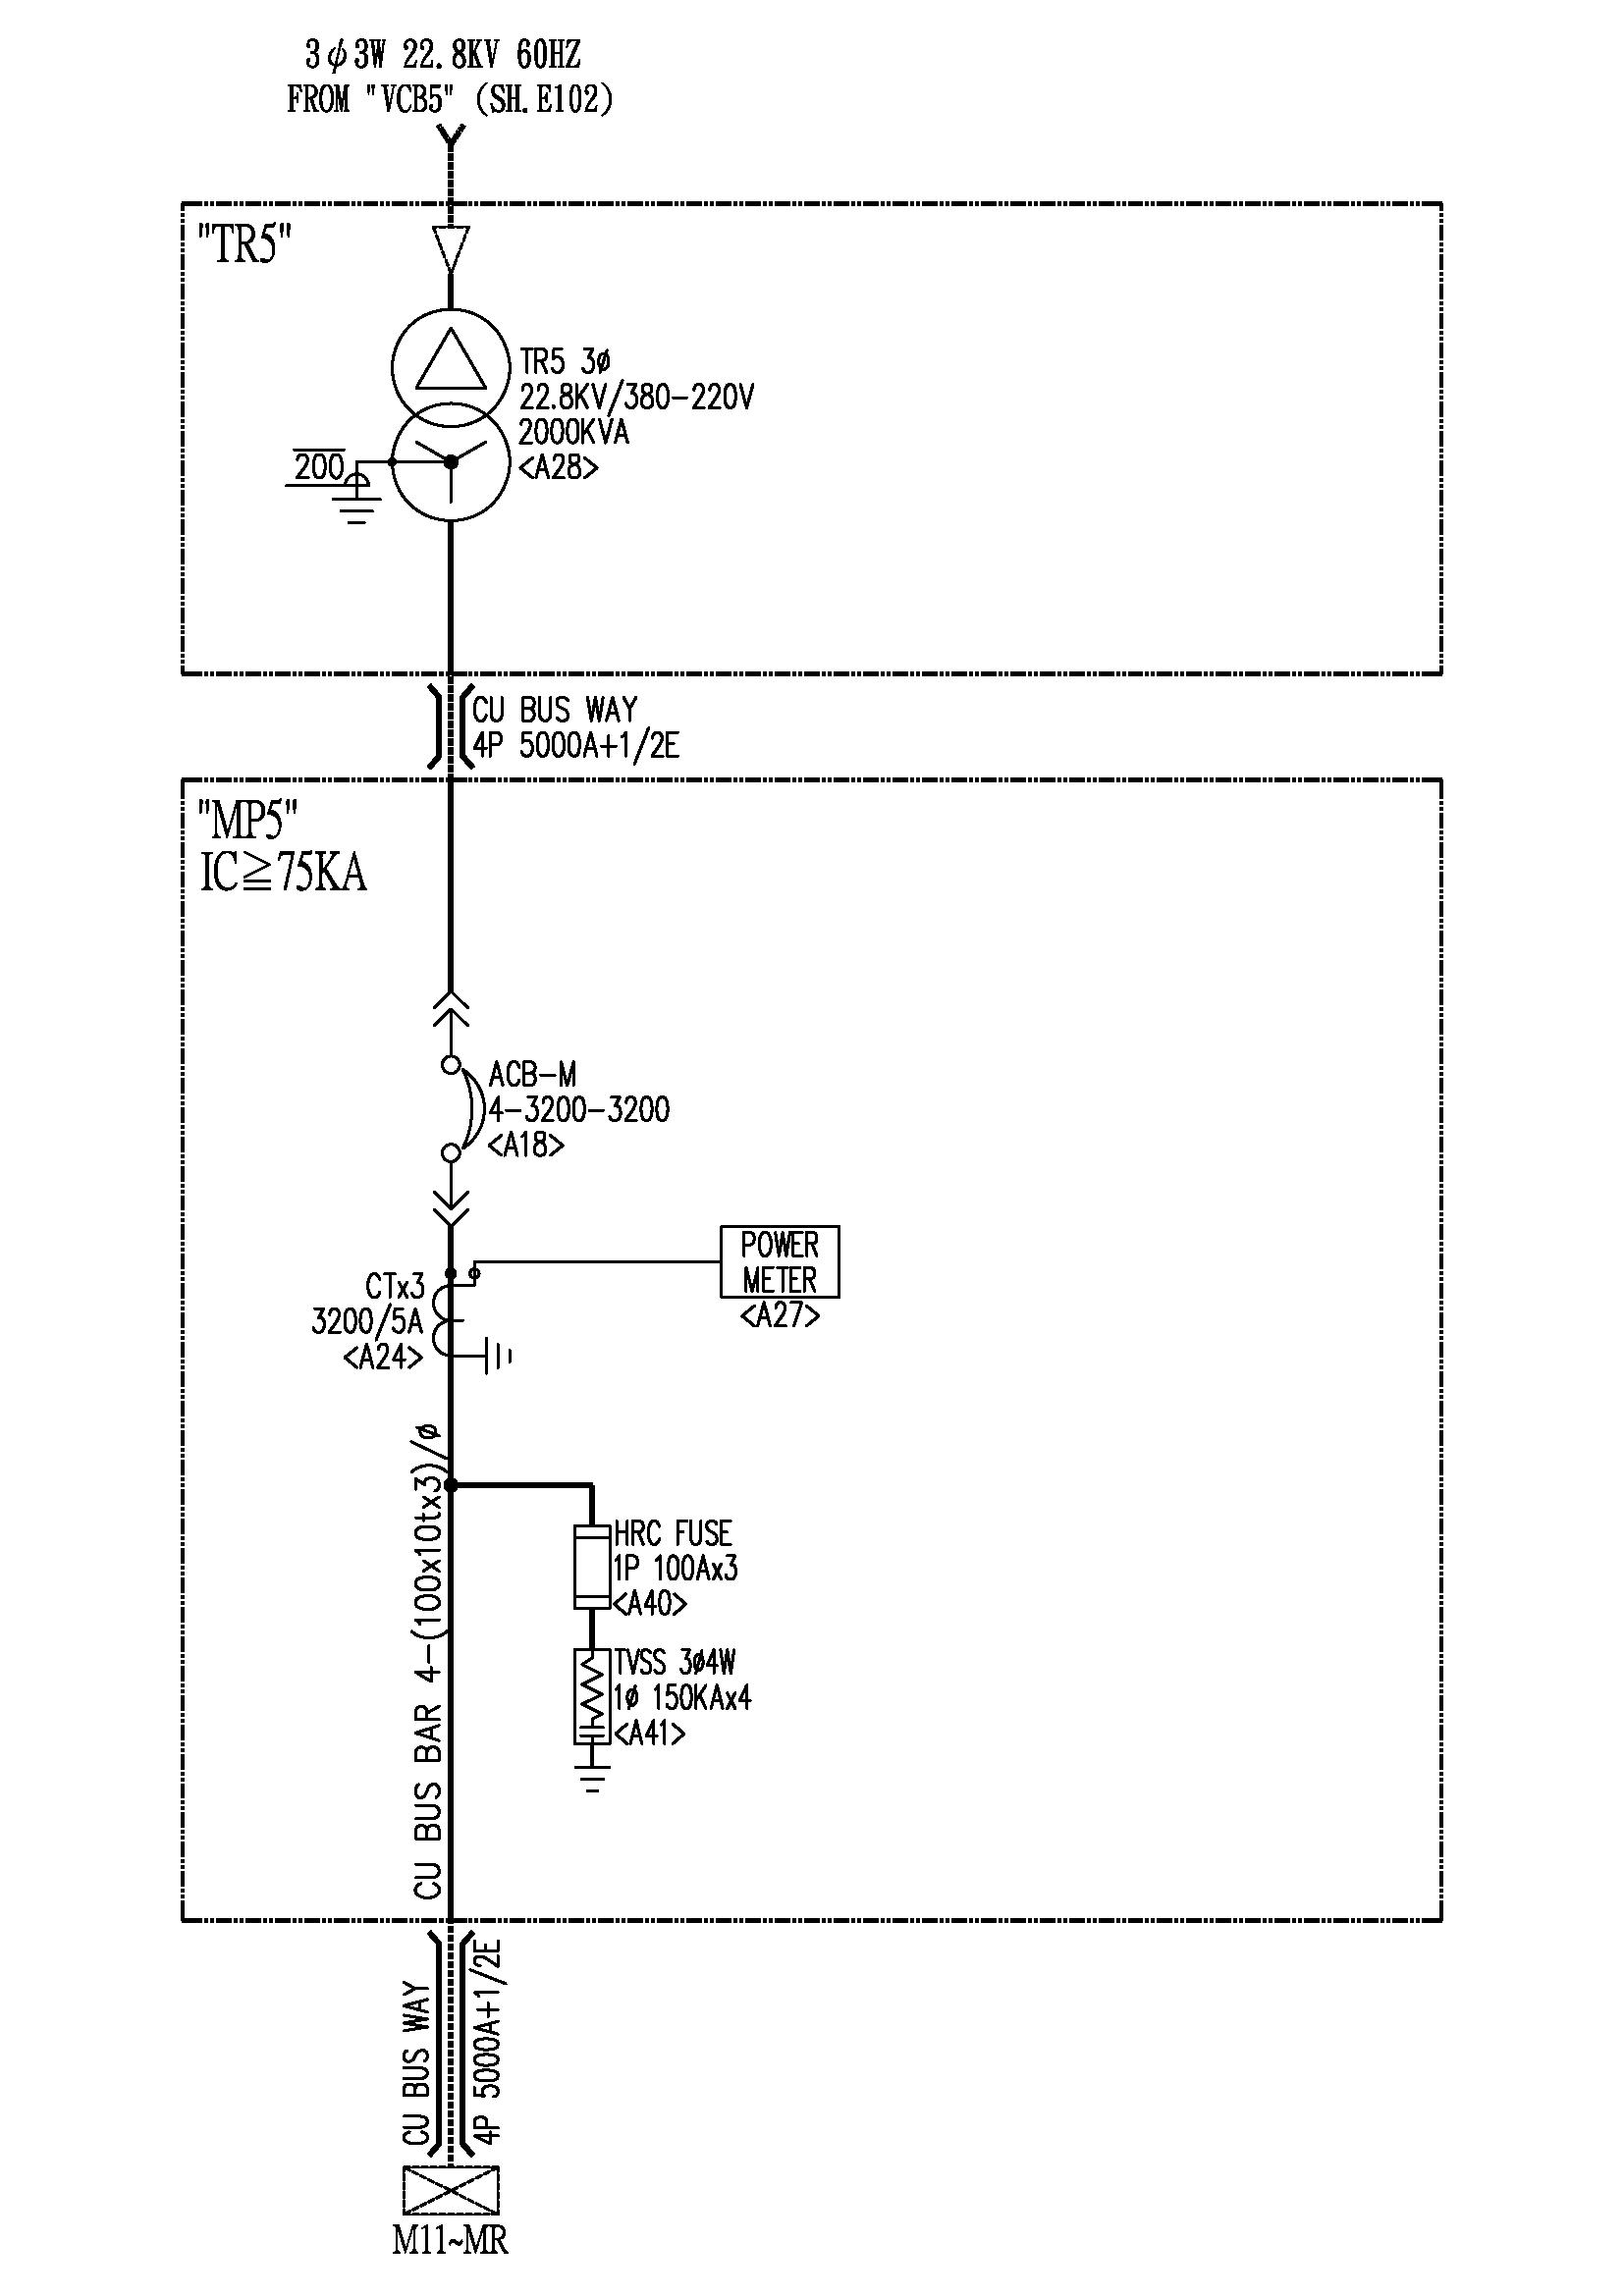 3φ3W 22.8KV 60HZ
FROM "VCB5" (SH.E102)
"TR5"
TR5 3ø
22.8KV/380-220V
2000KVA
<A28>
200
CU BUS WAY
4P 5000A+1/2E
"MP5"
IC≧75KA
ACB-M
4-3200-3200
<A18>
POWER
METER
<A27>
CTx3
3200/5A
<A24>
CU BUS BAR 4-(100x10tx3)/ø
HRC FUSE
1P 100Ax3
<A40>
TVSS 3ø4W
1ø 150KAx4
<A41>
CU BUS WAY
4P 5000A+1/2E
M11~MR